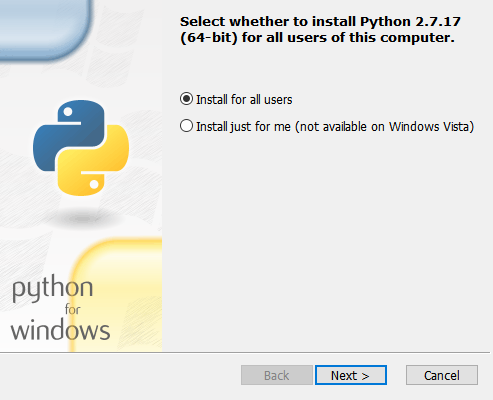 Select whether to install Python 2.7.17
(64-bit) for all users of this computer.
Install for all users
Install just for me (not available on Windows Vista)
python
for
windows
Back
Next >
Cancel